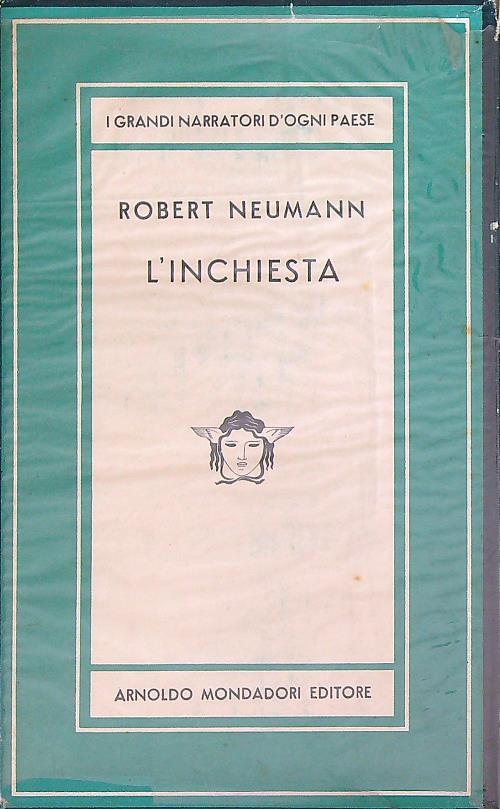 I GRANDI NARRATORI D'OGNI PAESE
ROBERT NEUMANN
L'INCHIESTA
ARNOLDO MONDADORI EDITORE